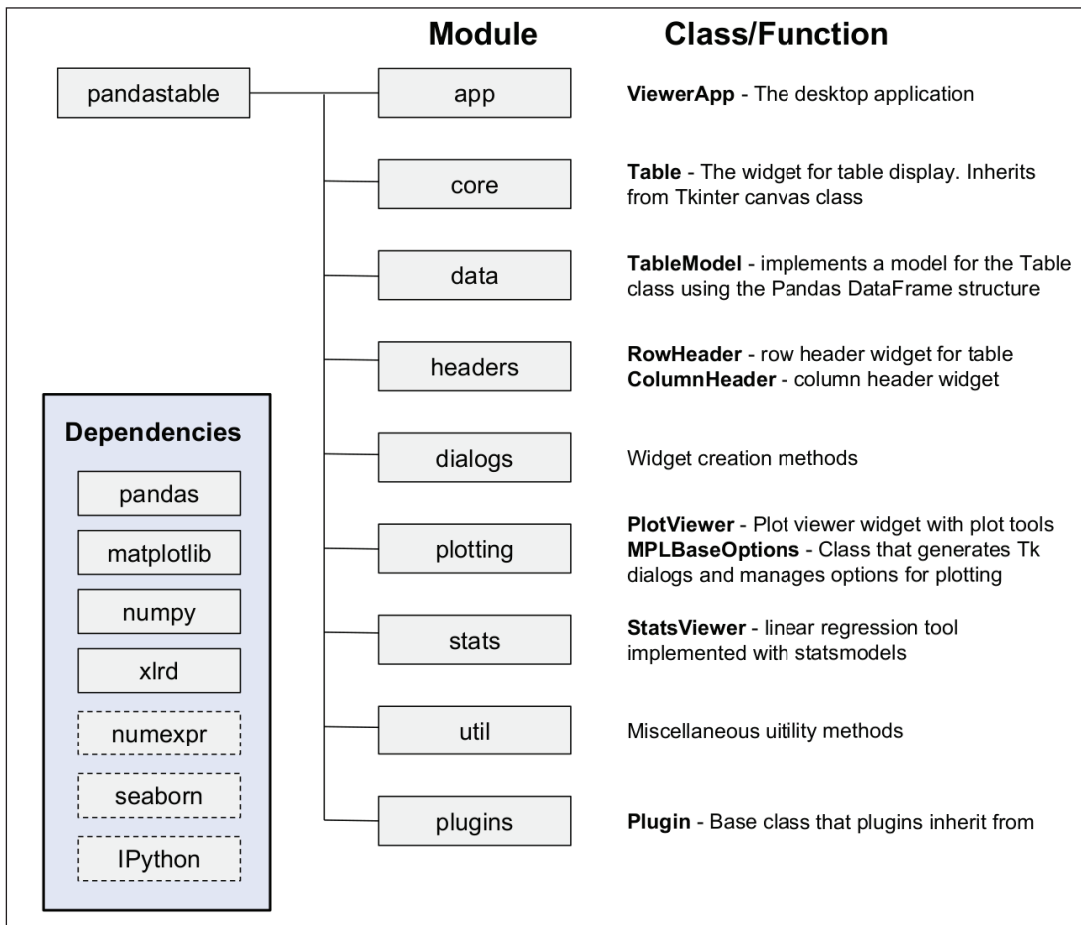 Module
Class/Function
pandastable
app
ViewerApp - The desktop application
core
Table - The widget for table display. Inherits
from Tkinter canvas class
data
TableModel - implements a model for the Table
class using the Pandas DataFrame structure
headers
RowHeader - row header widget for table
ColumnHeader - column header widget
dialogs
Widget creation methods
plotting
PlotViewer - Plot viewer widget with plot tools
MPLBaseOptions - Class that generates Tk
dialogs and manages options for plotting
stats
StatsViewer - linear regression tool
implemented with statsmodels
util
Miscellaneous uitility methods
plugins
Plugin - Base class that plugins inherit from
Dependencies
pandas
matplotlib
numpy
xlrd
numexpr
seaborn
IPython